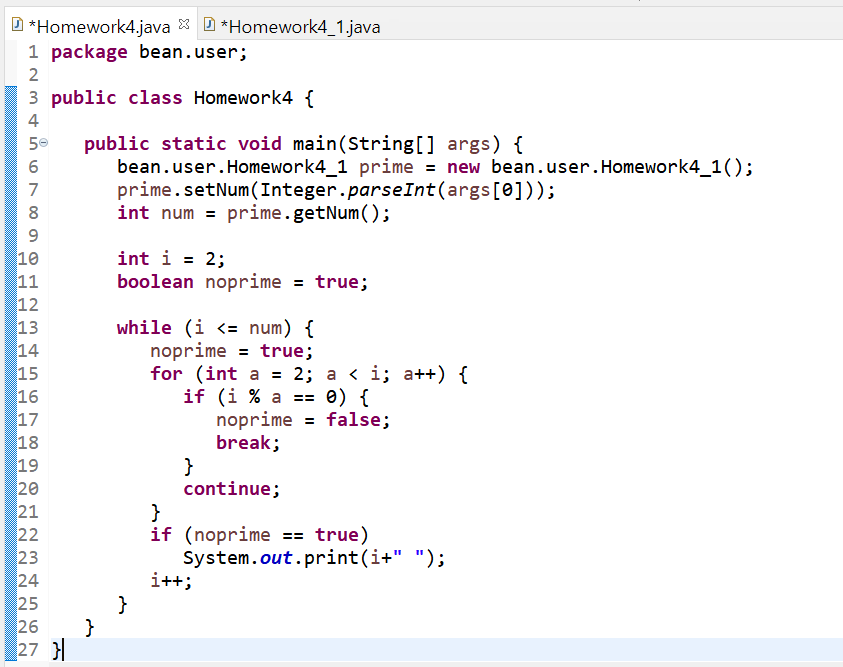 *Homework4.java *Homework4_1.java
1 package bean.user;
2
3 public class Homework4 {
4
5 public static void main(String[] args) {
6 bean.user.Homework4_1 prime = new bean.user.Homework4_1();
7 prime.setNum(Integer.parseInt(args[0]));
8 int num = prime.getNum();
9
10 int i = 2;
11 boolean noprime = true;
12
13 while (i <= num) {
14 noprime = true;
15 for (int a = 2; a < i; a++) {
16 if (i % a == 0) {
17 noprime = false;
18 break;
19 }
20 continue;
21 }
22 if (noprime == true)
23 System.out.print(i+" ");
24 i++;
25 }
26 }
27 }